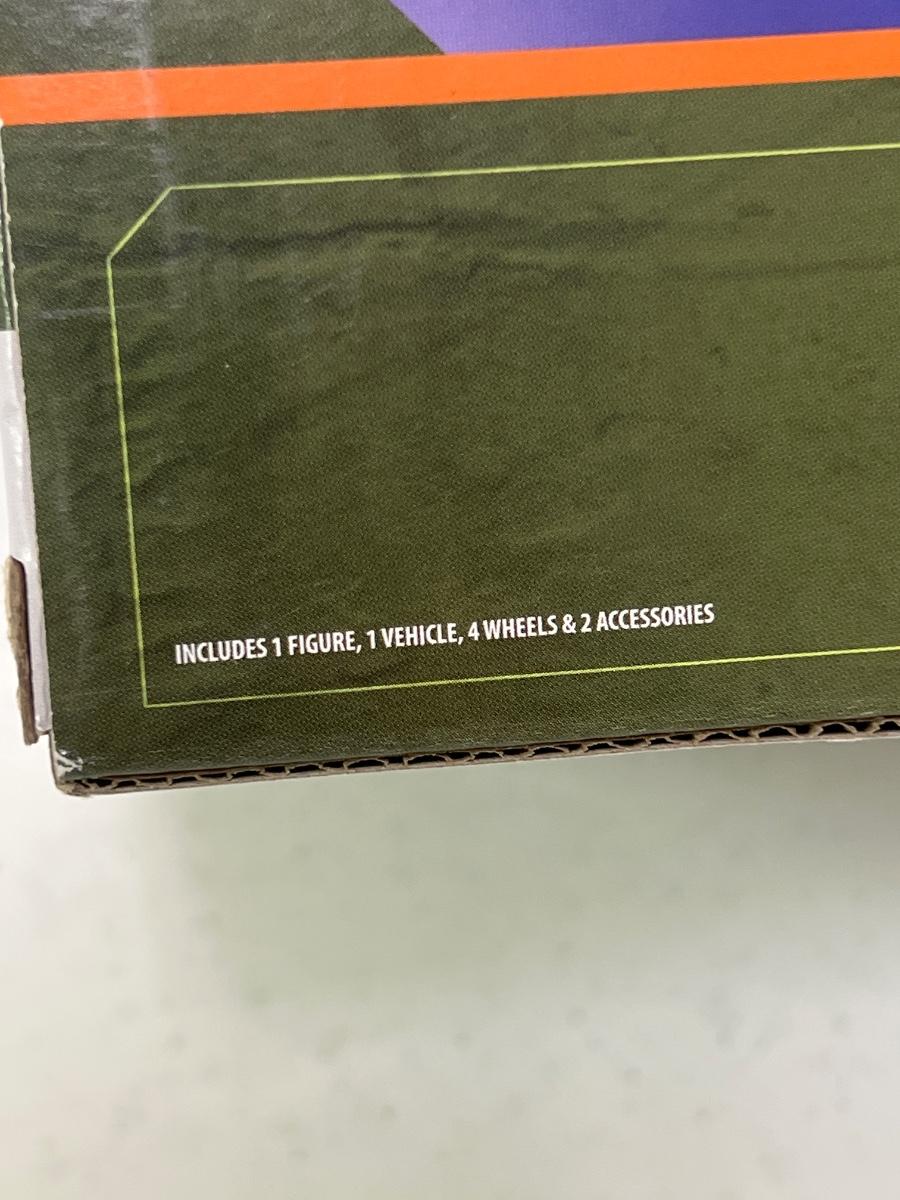 INCLUDES 1 FIGURE, 1 VEHICLE, 4 WHEELS & 2 ACCESSORIES